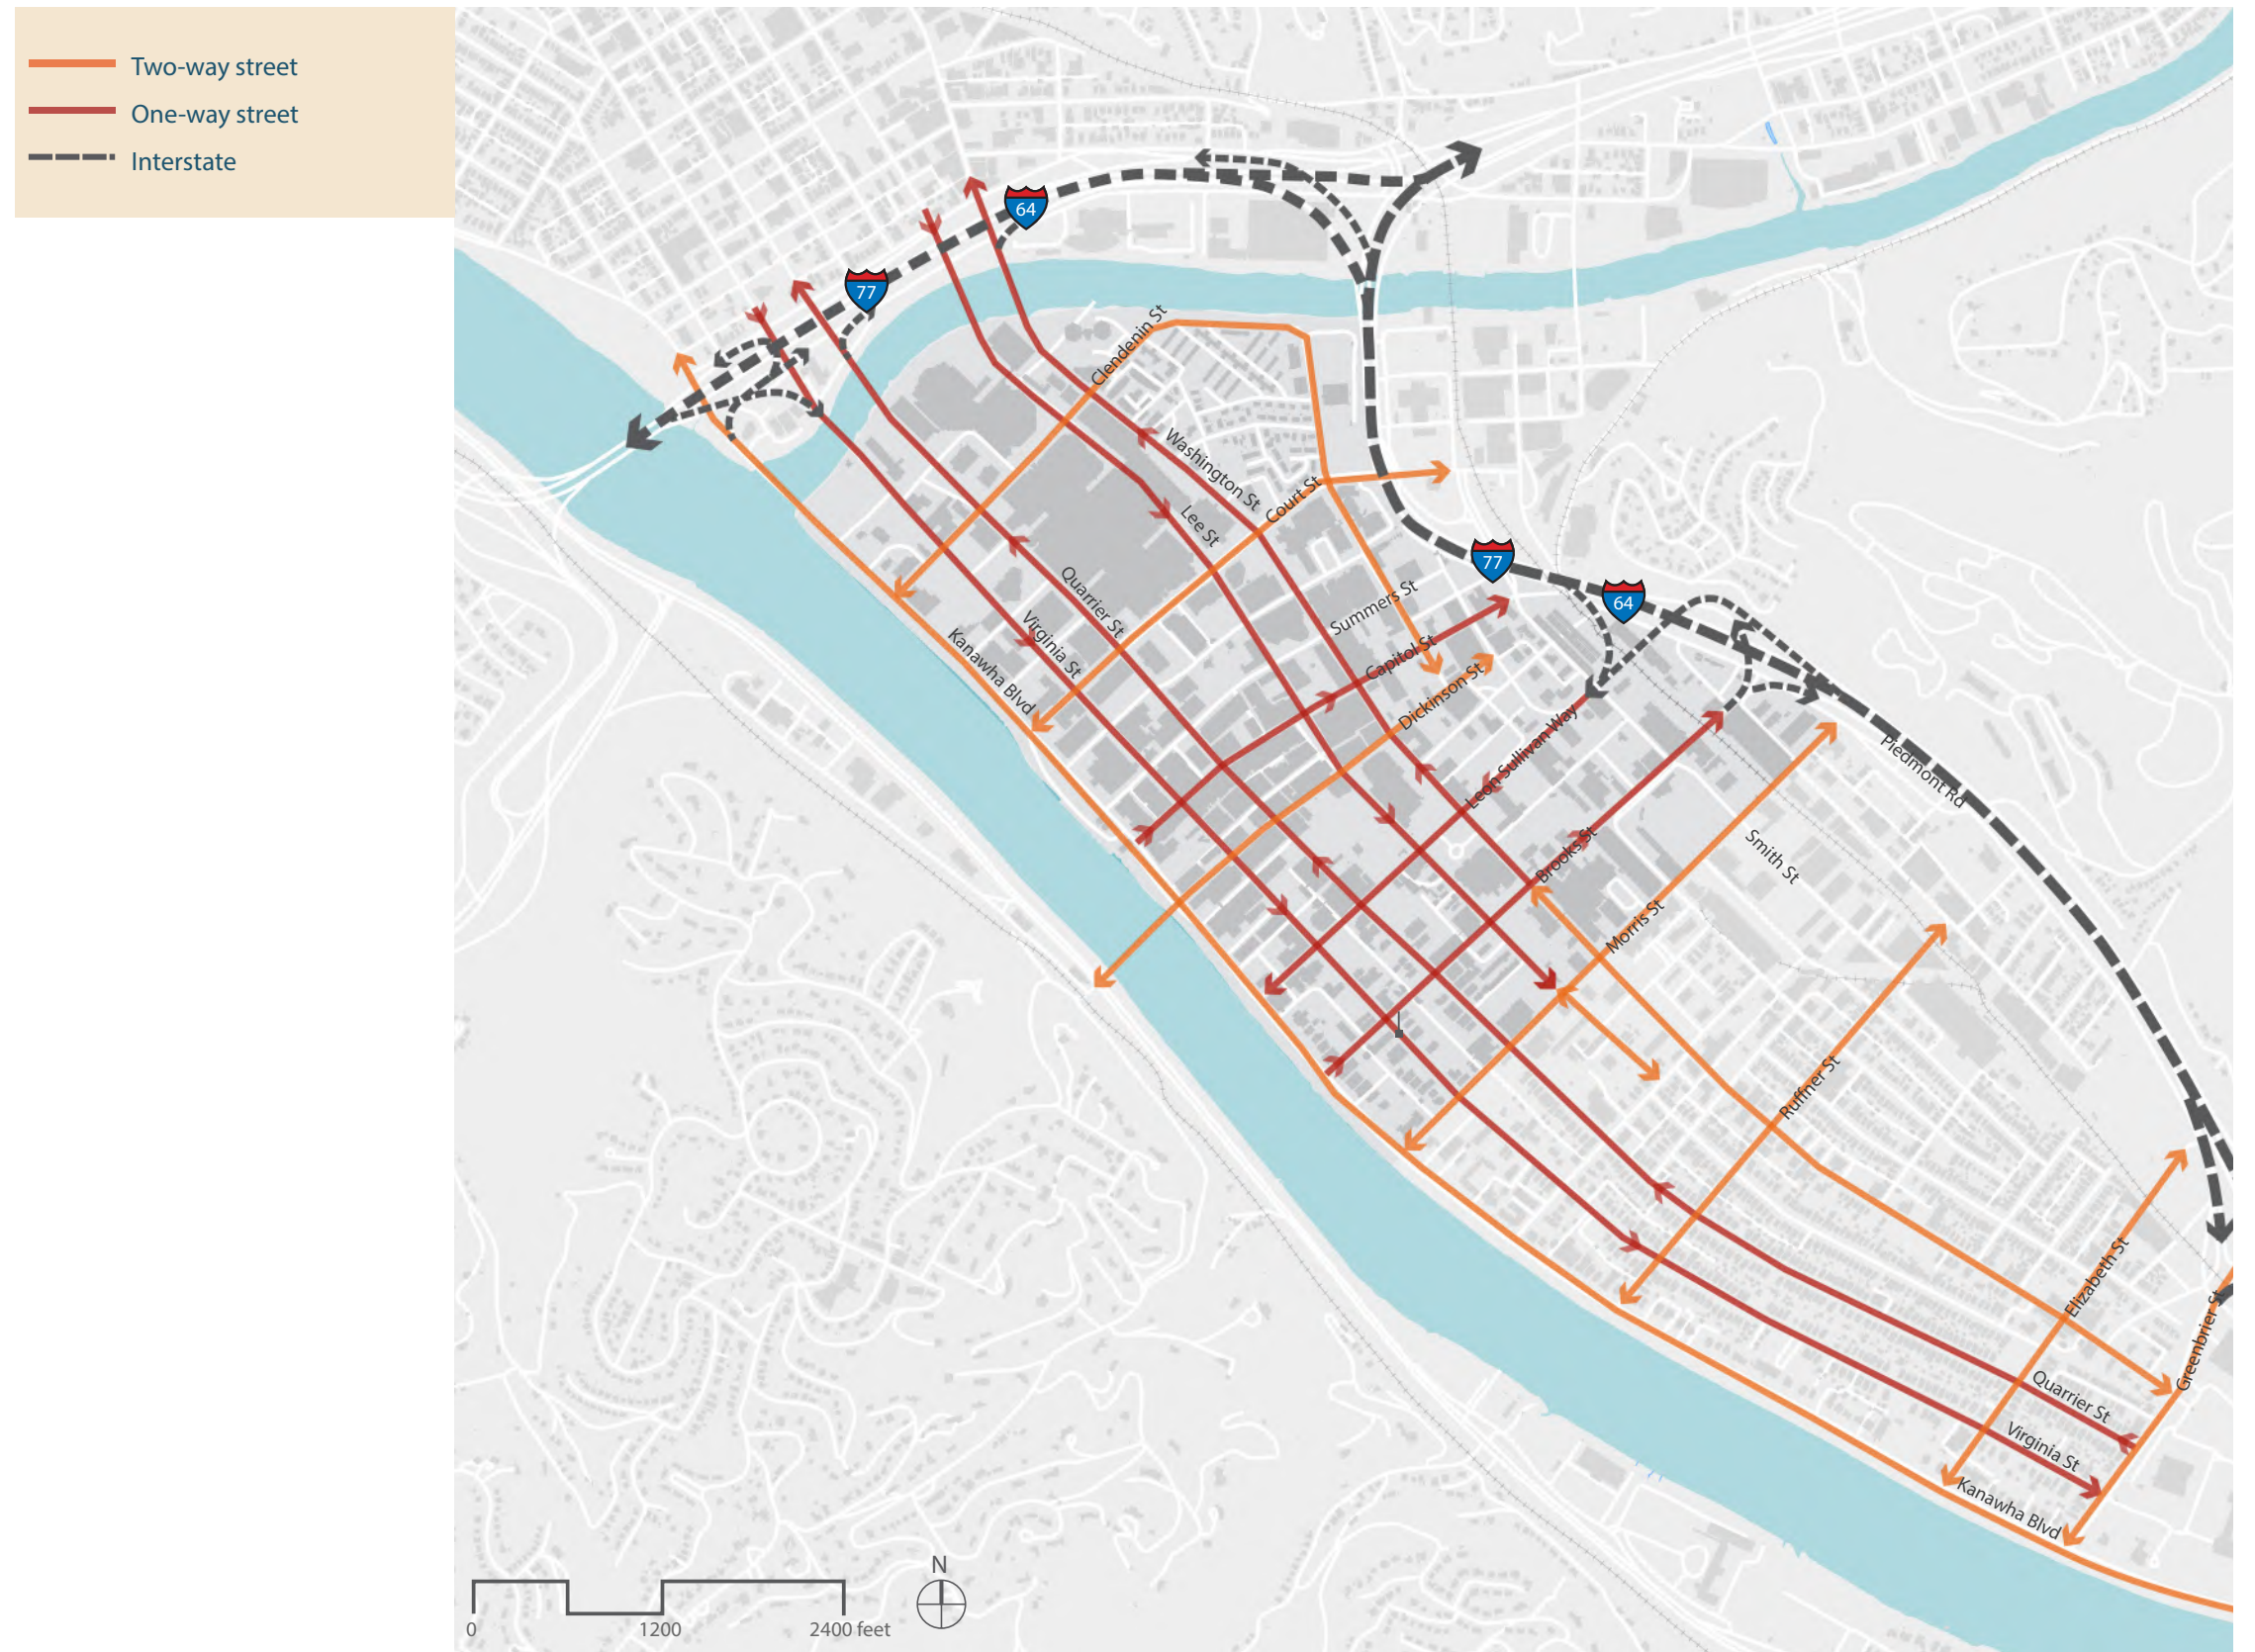 Two-way street
One-way street
Interstate
64
77
Clendenin St
Washington St
Court St
Lee St
77
64
Quarrier St
Summers St
Virginia St
Capitol St
Kanawha Blvd
Dickinson St
Leon Sullivan Way
Piedmont Rd
Brooks St
Smith St
Morris St
Ruffner St
Elizabeth St
Greenbrier St
Quarrier St
Virginia St
Kanawha Blvd
N
0
1200
2400 feet